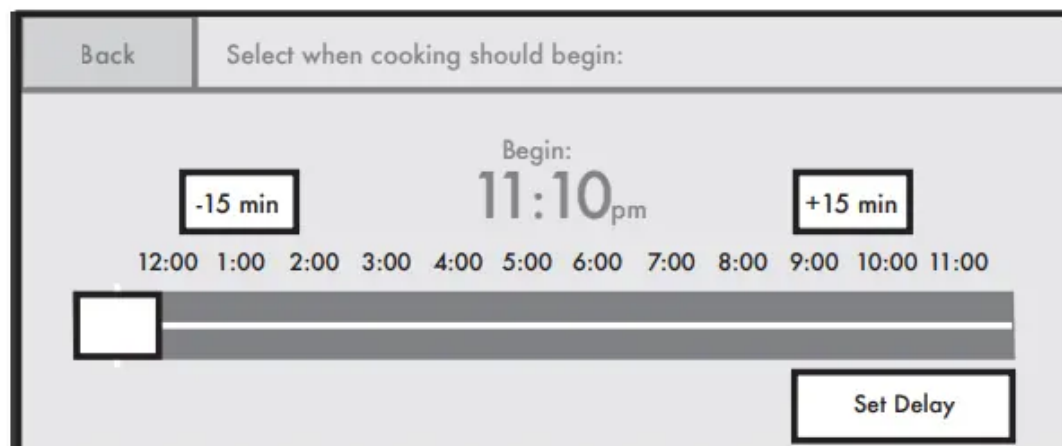 Back
Select when cooking should begin:
Begin:
-15 min
11:10pm
+15 min
12:00 1:00 2:00 3:00 4:00 5:00 6:00 7:00 8:00 9:00 10:00 11:00
Set Delay